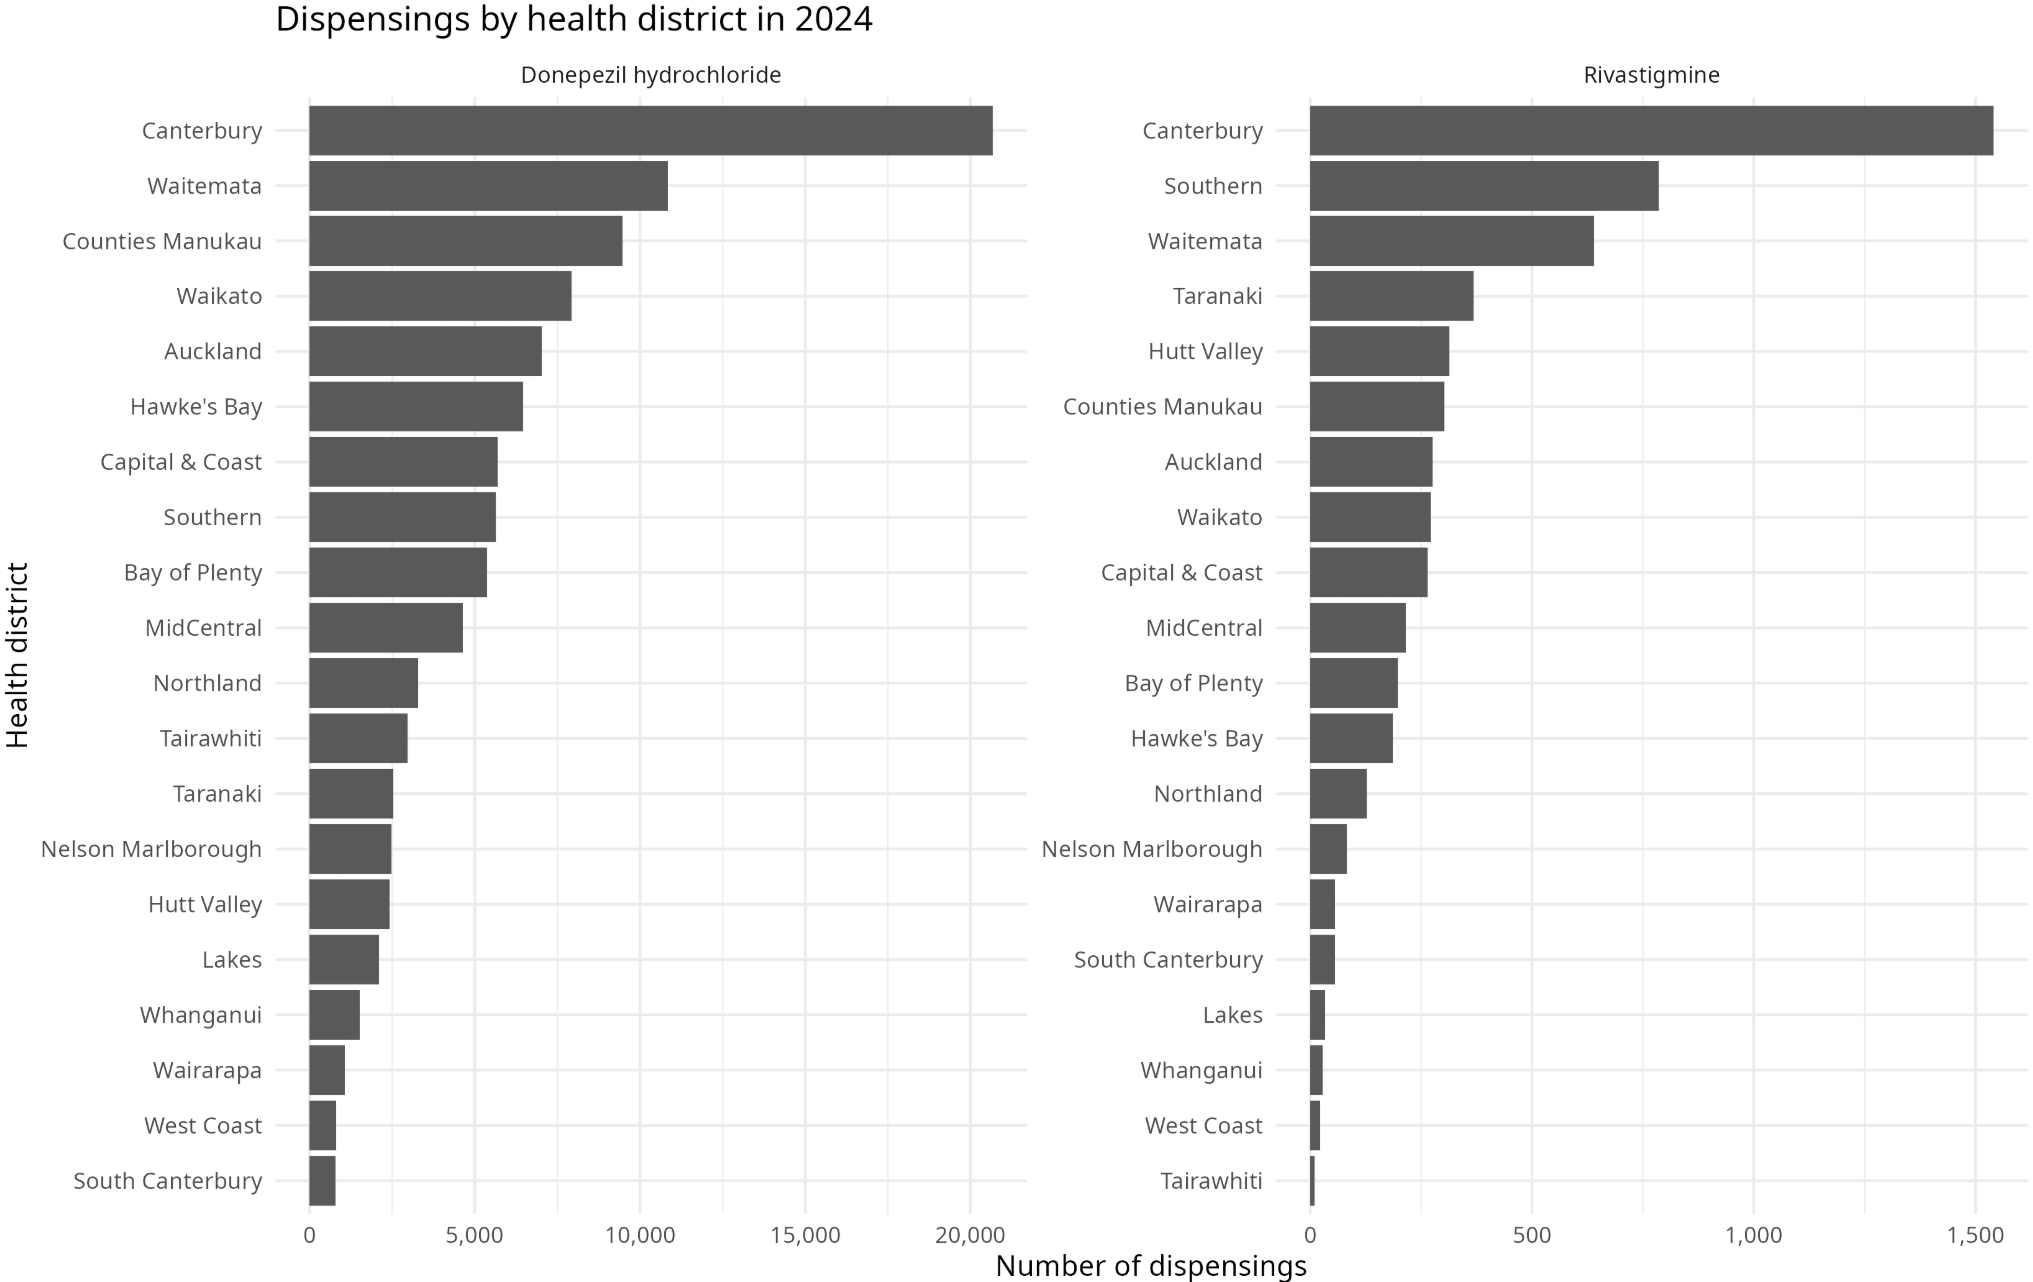 Dispensings by health district in 2024
Donepezil hydrochloride
Canterbury
Waitemata
Counties Manukau
Waikato
Auckland
Hawke's Bay
Capital & Coast
Southern
Bay of Plenty
MidCentral
Northland
Tairawhiti
Taranaki
Nelson Marlborough
Hutt Valley
Lakes
Whanganui
Wairarapa
West Coast
South Canterbury
0 5,000 10,000 15,000 20,000
Rivastigmine
Canterbury
Southern
Waitemata
Taranaki
Hutt Valley
Counties Manukau
Auckland
Waikato
Capital & Coast
MidCentral
Bay of Plenty
Hawke's Bay
Northland
Nelson Marlborough
Wairarapa
South Canterbury
Lakes
Whanganui
West Coast
Tairawhiti
0 500 1,000 1,500
Number of dispensings
Health district